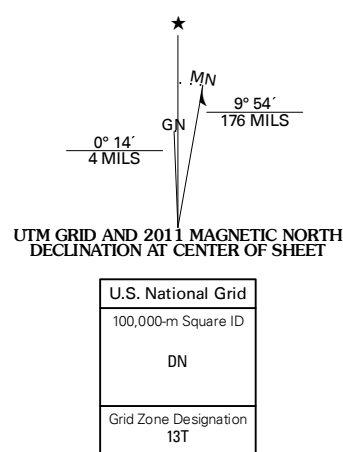 ★
MN
9° 54´
176 MILS
GN
0° 14´
4 MILS
UTM GRID AND 2011 MAGNETIC NORTH
DECLINATION AT CENTER OF SHEET
U.S. National Grid
100,000-m Square ID
DN
Grid Zone Designation
13T